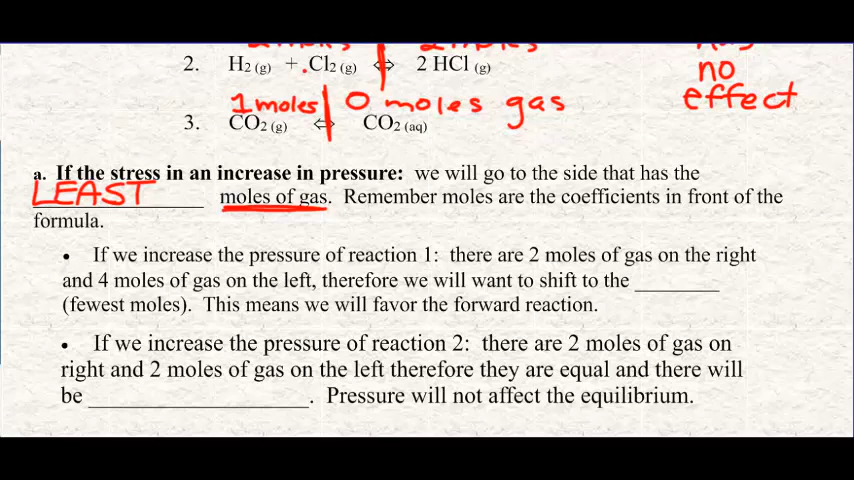 no
2. H2 (g) + Cl2 (g) ⇔ 2 HCl (g)
effect
1 moles 0 moles gas
3. CO2 (g) ⇔ CO2 (aq)
a. If the stress in an increase in pressure: we will go to the side that has the
LEAST moles of gas. Remember moles are the coefficients in front of the
formula.
• If we increase the pressure of reaction 1: there are 2 moles of gas on the right
and 4 moles of gas on the left, therefore we will want to shift to the ________
(fewest moles). This means we will favor the forward reaction.
• If we increase the pressure of reaction 2: there are 2 moles of gas on
right and 2 moles of gas on the left therefore they are equal and there will
be ____________________. Pressure will not affect the equilibrium.